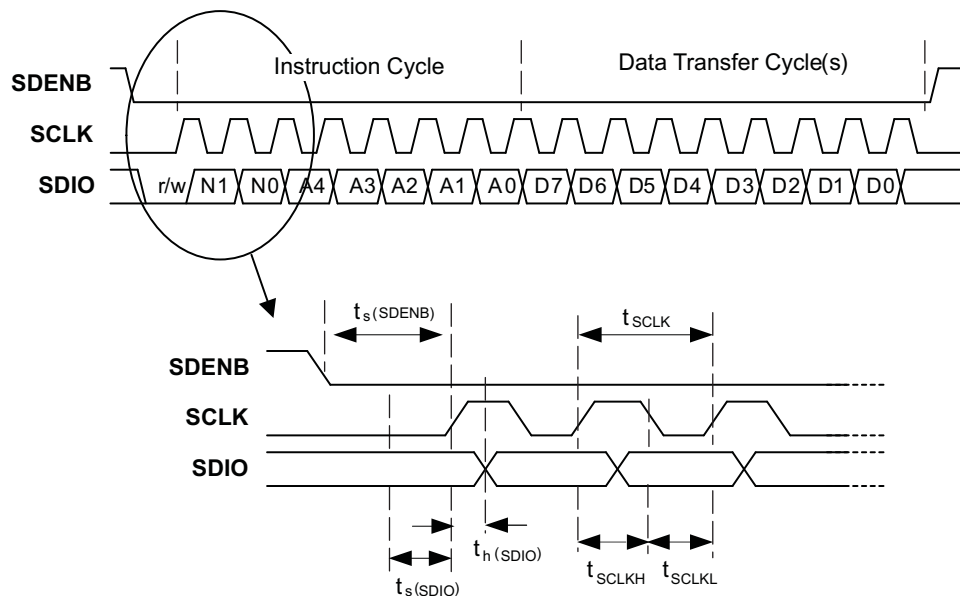 Instruction Cycle Data Transfer Cycle(s)
SDENB
SCLK
SDIO r/w N1 N0 A4 A3 A2 A1 A0 D7 D6 D5 D4 D3 D2 D1 D0
ts(SDENB) tSCLK
SDENB
SCLK
SDIO
th(SDIO)
ts(SDIO) tSCLKH tSCLKL